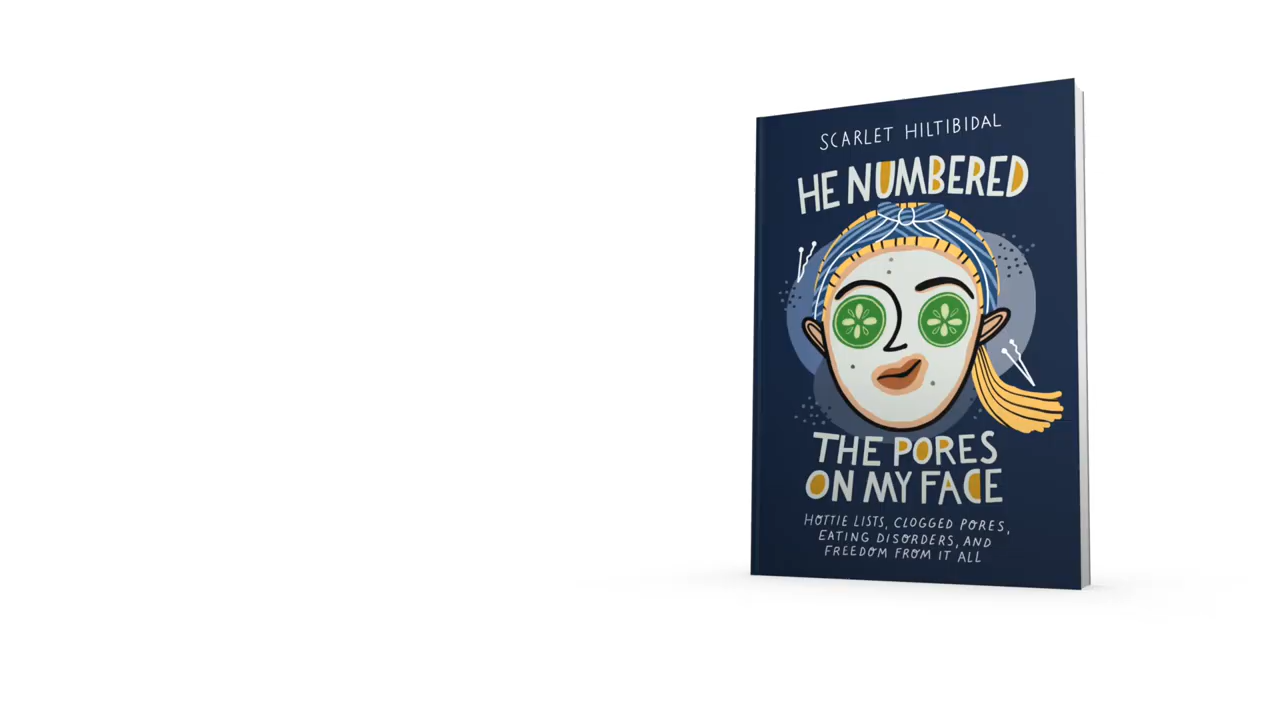 SCARLET HILTIBIDAL
HE NUMBERED
THE PORES
ON MY FACE
HOTTIE LISTS, CLOGGED PORES,
EATING DISORDERS, AND
FREEDOM FROM IT ALL